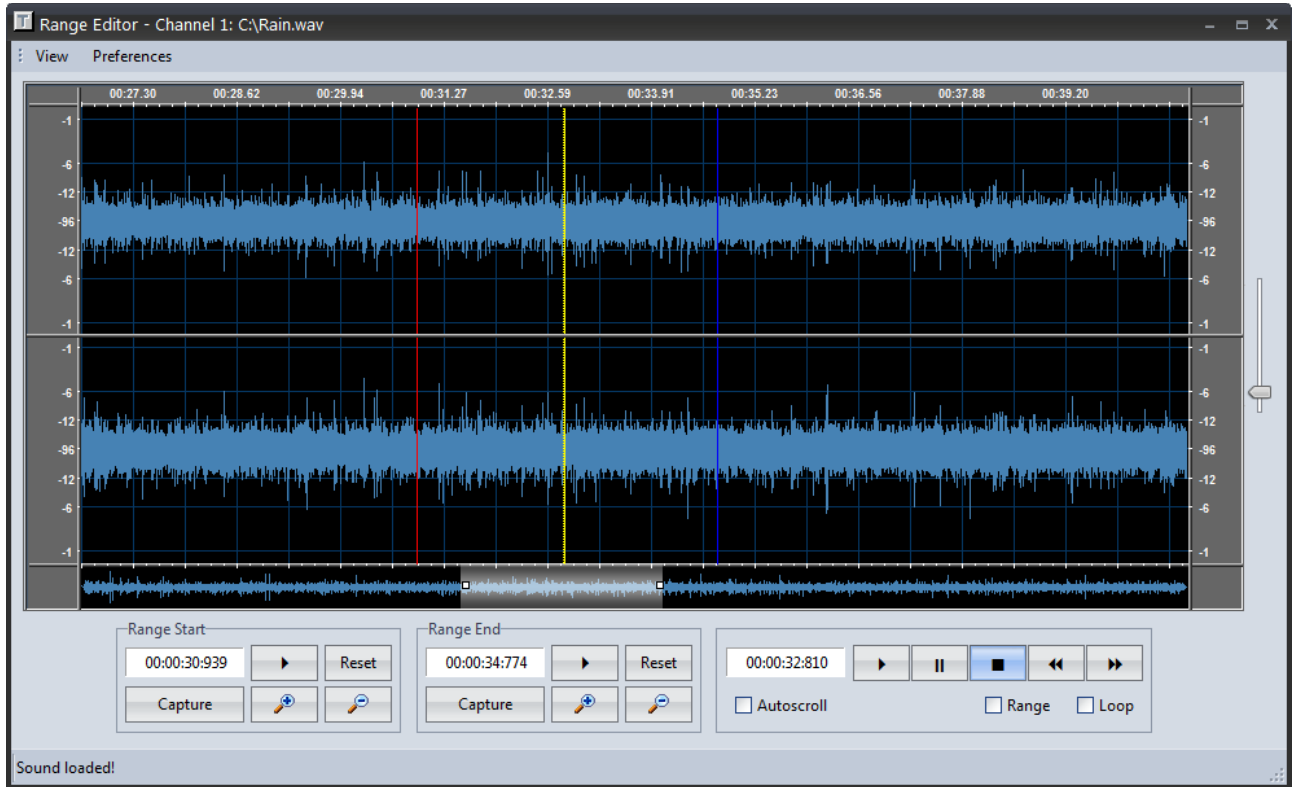 T Range Editor - Channel 1: C:\Rain.wav
View Preferences
00:27.30 00:28.62 00:29.94 00:31.27 00:32.59 00:33.91 00:35.23 00:36.56 00:37.88 00:39.20
-1 -1
-6 -6
-12 -12
-96 -96
-12 -12
-6 -6
-1 -1
-1 -1
-6 -6
-12 -12
-96 -96
-12 -12
-6 -6
-1 -1
Range Start Range End
00:00:30:939 Reset 00:00:34:774 Reset 00:00:32:810
Capture Capture Autoscroll Range Loop
Sound loaded!